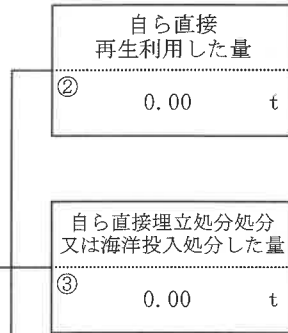 自ら直接
再生利用した量
②
0.00 t
自ら直接埋立処分処分
又は海洋投入処分した量
③
0.00 t